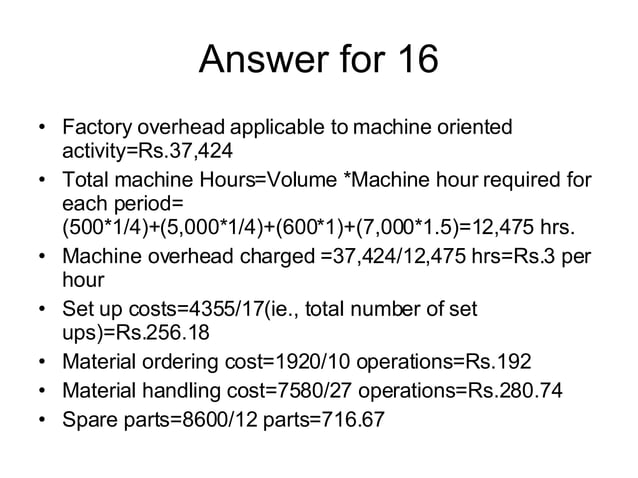 Answer for 16
• Factory overhead applicable to machine oriented
activity=Rs.37,424
• Total machine Hours=Volume *Machine hour required for
each period=
(500*1/4)+(5,000*1/4)+(600*1)+(7,000*1.5)=12,475 hrs.
• Machine overhead charged =37,424/12,475 hrs=Rs.3 per
hour
• Set up costs=4355/17(ie., total number of set
ups)=Rs.256.18
• Material ordering cost=1920/10 operations=Rs.192
• Material handling cost=7580/27 operations=Rs.280.74
• Spare parts=8600/12 parts=716.67